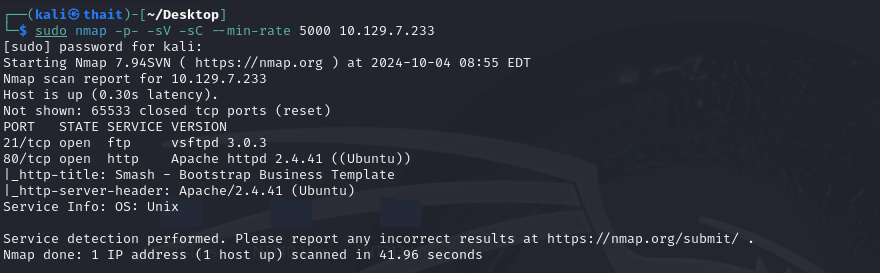 ┌──(kali㉿thait)-[~/Desktop]
└─$ sudo nmap -p- -sV -sC --min-rate 5000 10.129.7.233
[sudo] password for kali:
Starting Nmap 7.94SVN ( https://nmap.org ) at 2024-10-04 08:55 EDT
Nmap scan report for 10.129.7.233
Host is up (0.30s latency).
Not shown: 65533 closed tcp ports (reset)
PORT   STATE SERVICE VERSION
21/tcp open  ftp     vsftpd 3.0.3
80/tcp open  http    Apache httpd 2.4.41 ((Ubuntu))
|_http-title: Smash - Bootstrap Business Template
|_http-server-header: Apache/2.4.41 (Ubuntu)
Service Info: OS: Unix

Service detection performed. Please report any incorrect results at https://nmap.org/submit/ .
Nmap done: 1 IP address (1 host up) scanned in 41.96 seconds